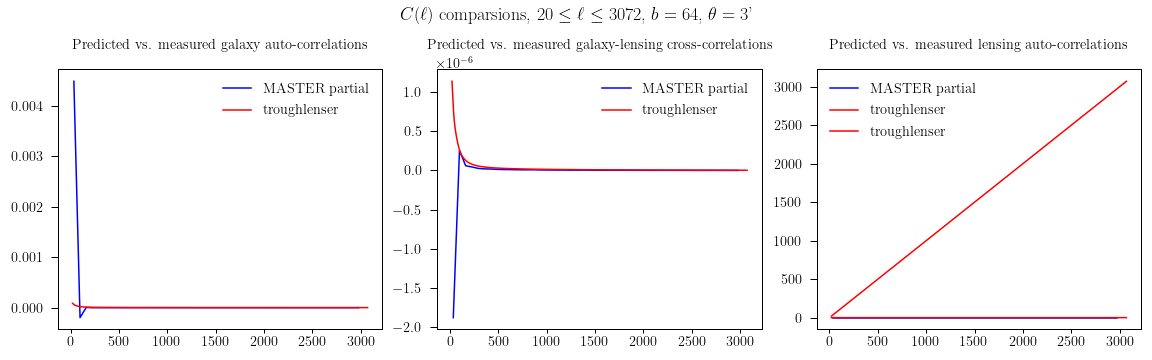 C(ℓ) comparsions, 20 ≤ ℓ ≤ 3072, b = 64, θ = 3'
Predicted vs. measured galaxy auto-correlations
MASTER partial
troughlenser
0.004
0.003
0.002
0.001
0.000
0 500 1000 1500 2000 2500 3000
Predicted vs. measured galaxy-lensing cross-correlations
×10⁻⁶
MASTER partial
troughlenser
1.0
0.5
0.0
−0.5
−1.0
−1.5
−2.0
0 500 1000 1500 2000 2500 3000
Predicted vs. measured lensing auto-correlations
MASTER partial
troughlenser
troughlenser
3000
2500
2000
1500
1000
500
0
0 500 1000 1500 2000 2500 3000